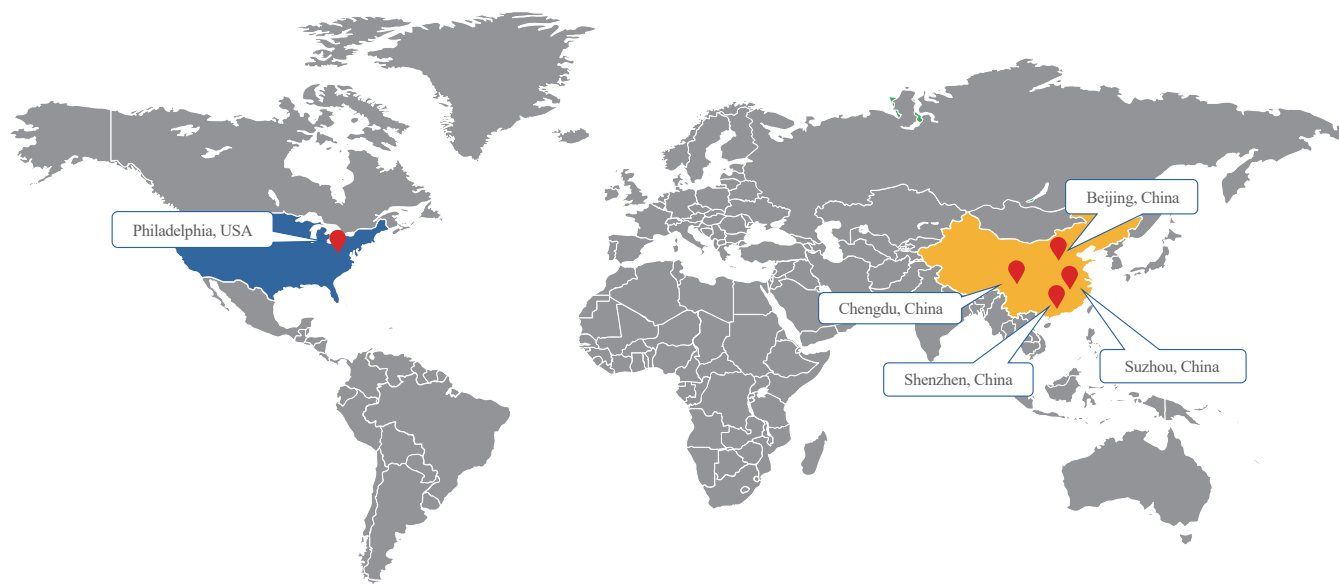 Beijing, China
Philadelphia, USA
Chengdu, China
Suzhou, China
Shenzhen, China